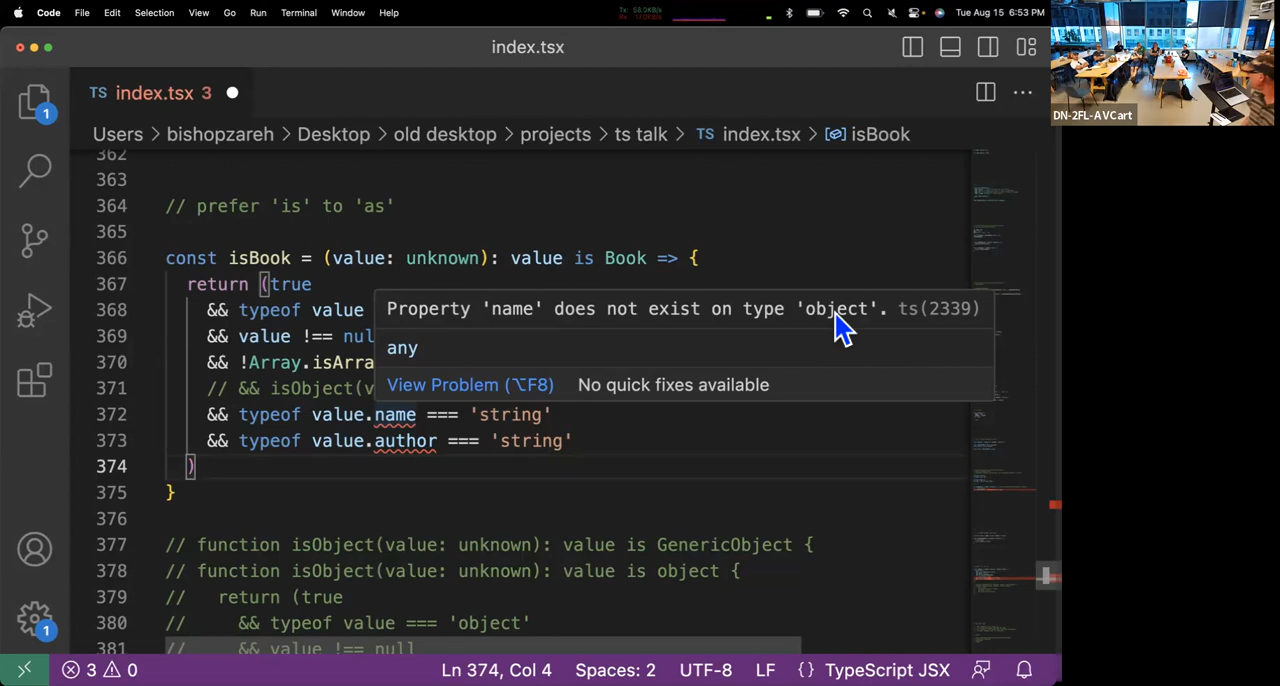 Code File Edit Selection View Go Run Terminal Window Help Tue Aug 15 6:53 PM
index.tsx
TS index.tsx 3
Users > bishopzareh > Desktop > old desktop > projects > ts talk > TS index.tsx > isBook
1
362
363
364 // prefer 'is' to 'as'
365
366 const isBook = (value: unknown): value is Book => {
367 return (true
368 && typeof value
369 && value !== nul
370 && !Array.isArra
371 // && isObject(v
372 && typeof value.name === 'string'
373 && typeof value.author === 'string'
374 )
375 }
376
377 // function isObject(value: unknown): value is GenericObject {
378 // function isObject(value: unknown): value is object {
379 // return (true
380 // && typeof value === 'object'
381 // && value !== null
Property 'name' does not exist on type 'object'. ts(2339)
any
View Problem (⌥F8) No quick fixes available
1
3 0 Ln 374, Col 4 Spaces: 2 UTF-8 LF {} TypeScript JSX
DN-2FL-AVCart